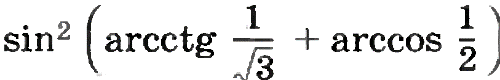 sin² (arcctg 1/√3 + arccos 1/2)